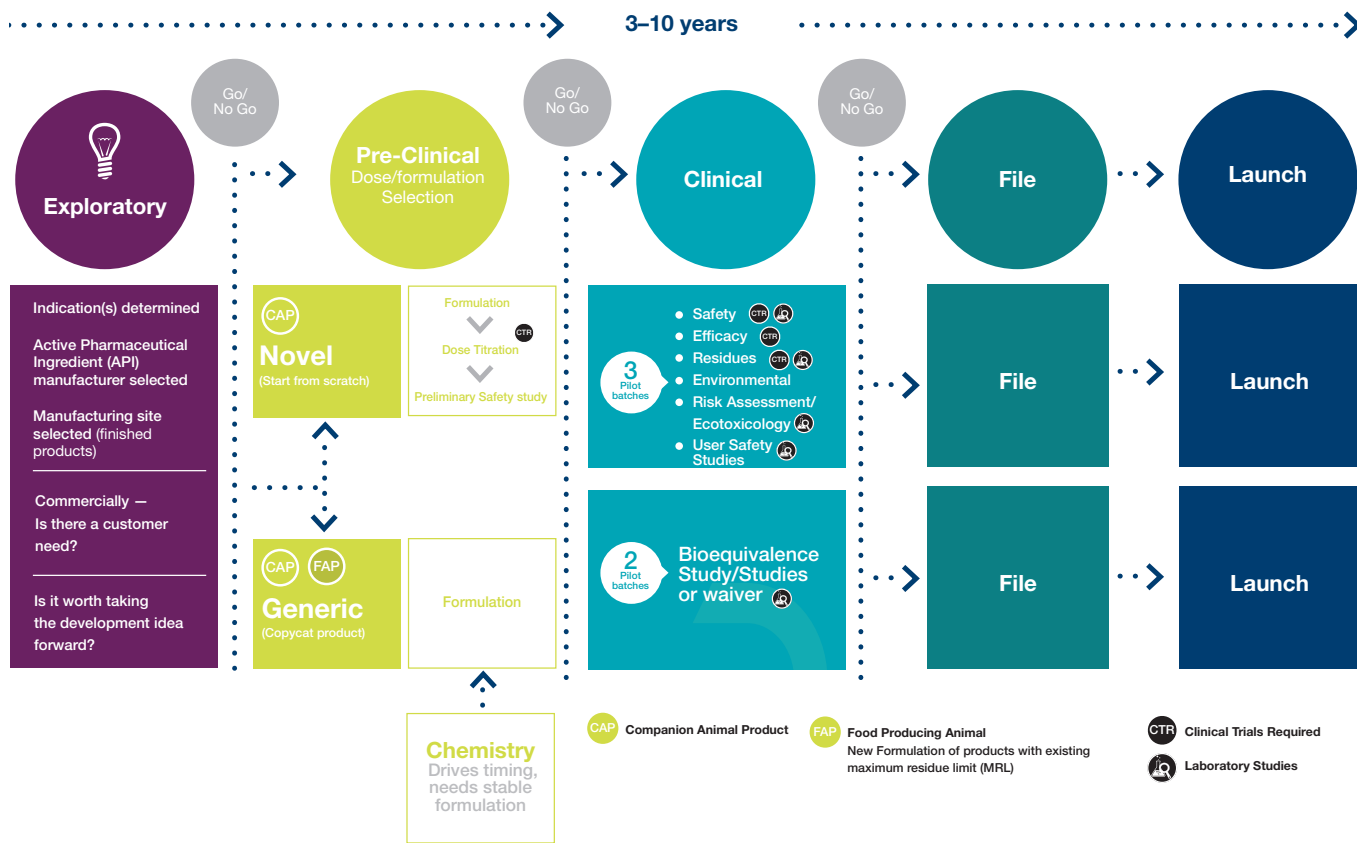 3–10 years
Go/
No Go
Go/
No Go
Go/
No Go
Exploratory
Pre-Clinical
Dose/formulation
Selection
Clinical
File
Launch
Indication(s) determined
Active Pharmaceutical
Ingredient (API)
manufacturer selected
Manufacturing site
selected (finished
products)
Commercially —
Is there a customer
need?
Is it worth taking
the development idea
forward?
CAP
Novel
(Start from scratch)
Formulation
CTR
Dose Titration
Preliminary Safety study
3
Pilot
batches
Safety CTR
Efficacy CTR
Residues CTR
Environmental
Risk Assessment/
Ecotoxicology
User Safety
Studies
File
Launch
CAP FAP
Generic
(Copycat product)
Formulation
2
Pilot
batches
Bioequivalence
Study/Studies
or waiver
File
Launch
Chemistry
Drives timing,
needs stable
formulation
CAP Companion Animal Product
FAP Food Producing Animal
New Formulation of products with existing
maximum residue limit (MRL)
CTR Clinical Trials Required
Laboratory Studies